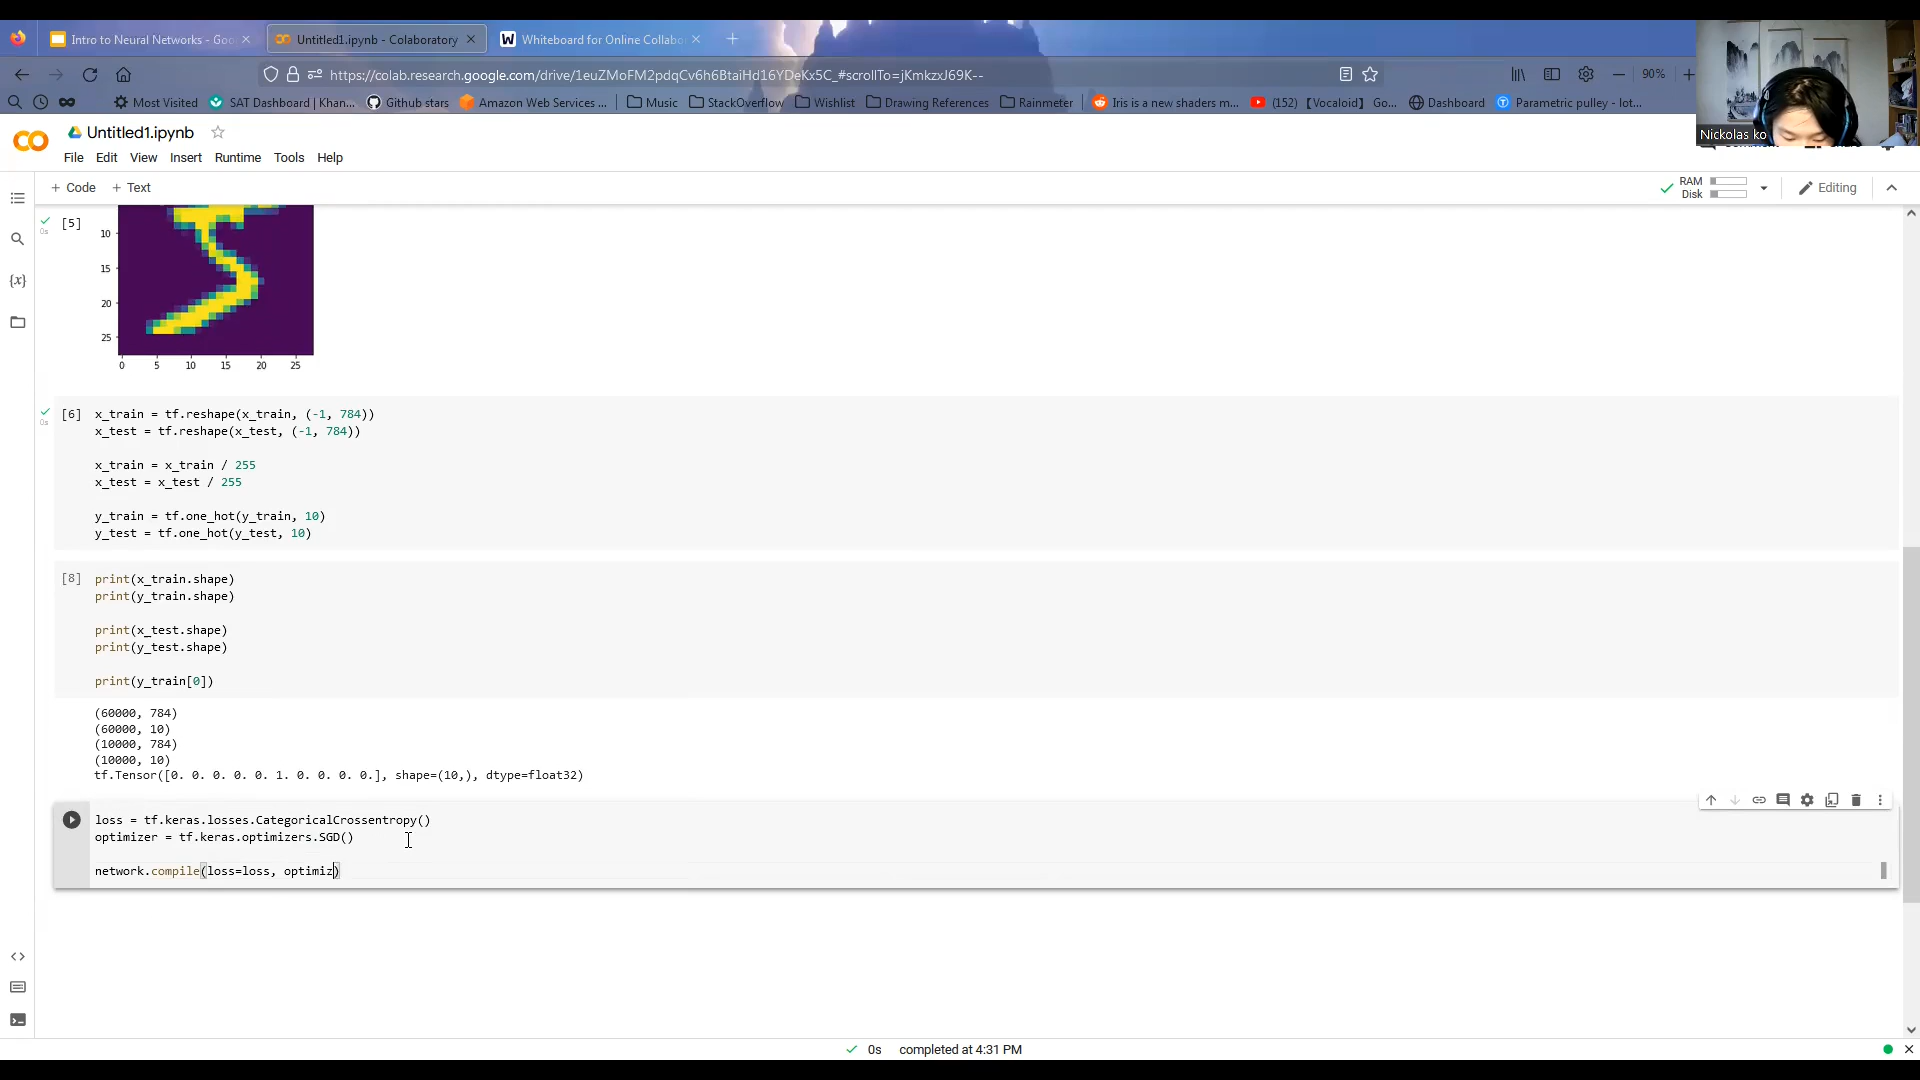 Intro to Neural Networks - Goo
Untitled1.ipynb - Colaboratory
W Whiteboard for Online Collabor
https://colab.research.google.com/drive/1euZMoFM2pdqCv6h6BtaiHd16YDeKx5C_#scrollTo=jKmkzxJ69K--
90%
Most Visited
SAT Dashboard | Khan...
Github stars
Amazon Web Services ...
Music
StackOverflow
Wishlist
Drawing References
Rainmeter
Iris is a new shaders m...
(152) 【Vocaloid】 Go...
Dashboard
Parametric pulley - lot...
Nickolas ko
CO
Untitled1.ipynb
File Edit View Insert Runtime Tools Help
+ Code + Text
RAM
Disk
Editing
{x}
0s
[5]
10
15
20
25
0 5 10 15 20 25
0s
[6]
x_train = tf.reshape(x_train, (-1, 784))
x_test = tf.reshape(x_test, (-1, 784))
x_train = x_train / 255
x_test = x_test / 255
y_train = tf.one_hot(y_train, 10)
y_test = tf.one_hot(y_test, 10)
[8]
print(x_train.shape)
print(y_train.shape)
print(x_test.shape)
print(y_test.shape)
print(y_train[0])
(60000, 784)
(60000, 10)
(10000, 784)
(10000, 10)
tf.Tensor([0. 0. 0. 0. 0. 1. 0. 0. 0. 0.], shape=(10,), dtype=float32)
loss = tf.keras.losses.CategoricalCrossentropy()
optimizer = tf.keras.optimizers.SGD()
network.compile(loss=loss, optimiz)
0s completed at 4:31 PM